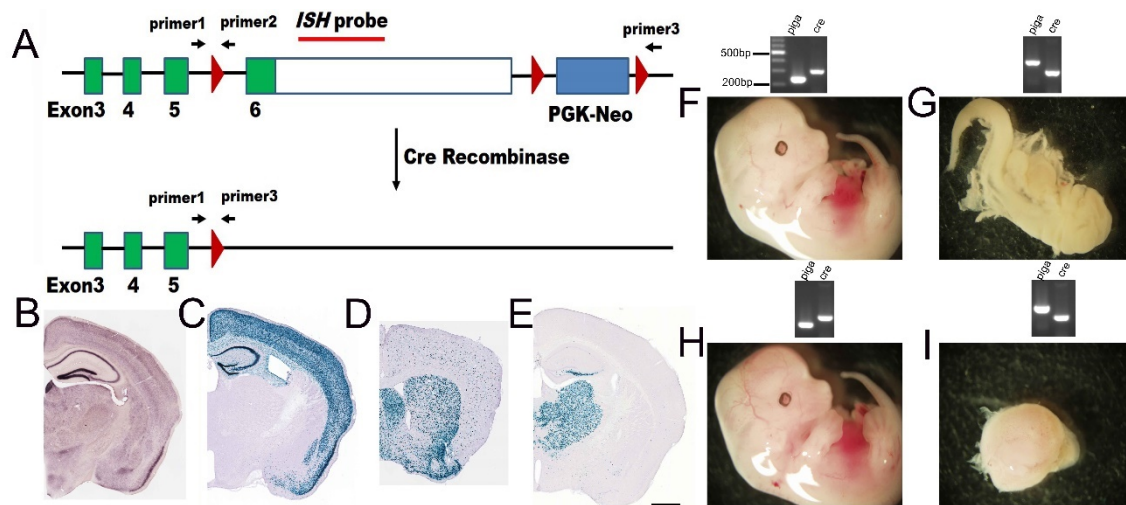 A
primer1
primer2
ISH probe
primer3
Exon3
4
5
6
PGK-Neo
Cre Recombinase
primer1
primer3
Exon3
4
5
B
C
D
E
F
piga
cre
500bp
200bp
G
piga
cre
H
piga
cre
I
piga
cre